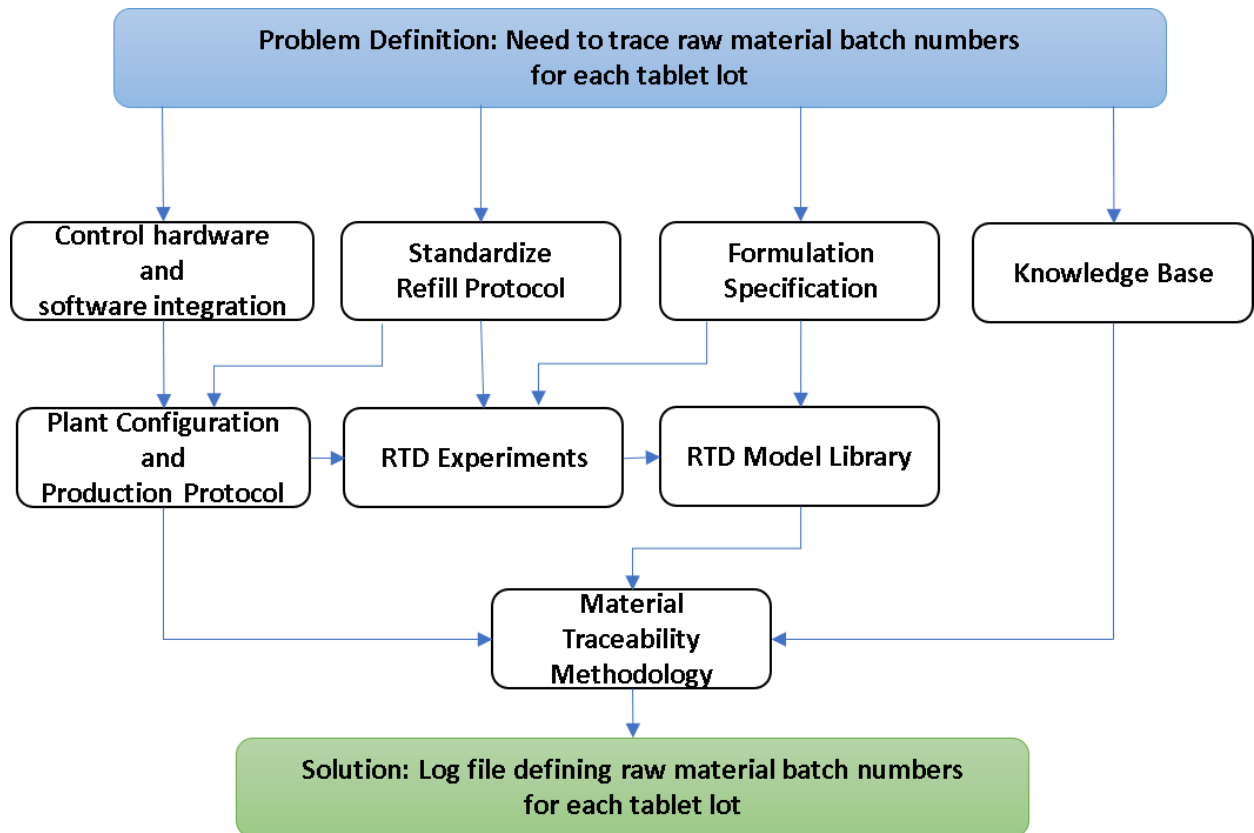 Problem Definition: Need to trace raw material batch numbers
for each tablet lot
Control hardware
and
software integration
Standardize
Refill Protocol
Formulation
Specification
Knowledge Base
Plant Configuration
and
Production Protocol
RTD Experiments
RTD Model Library
Material
Traceability
Methodology
Solution: Log file defining raw material batch numbers
for each tablet lot